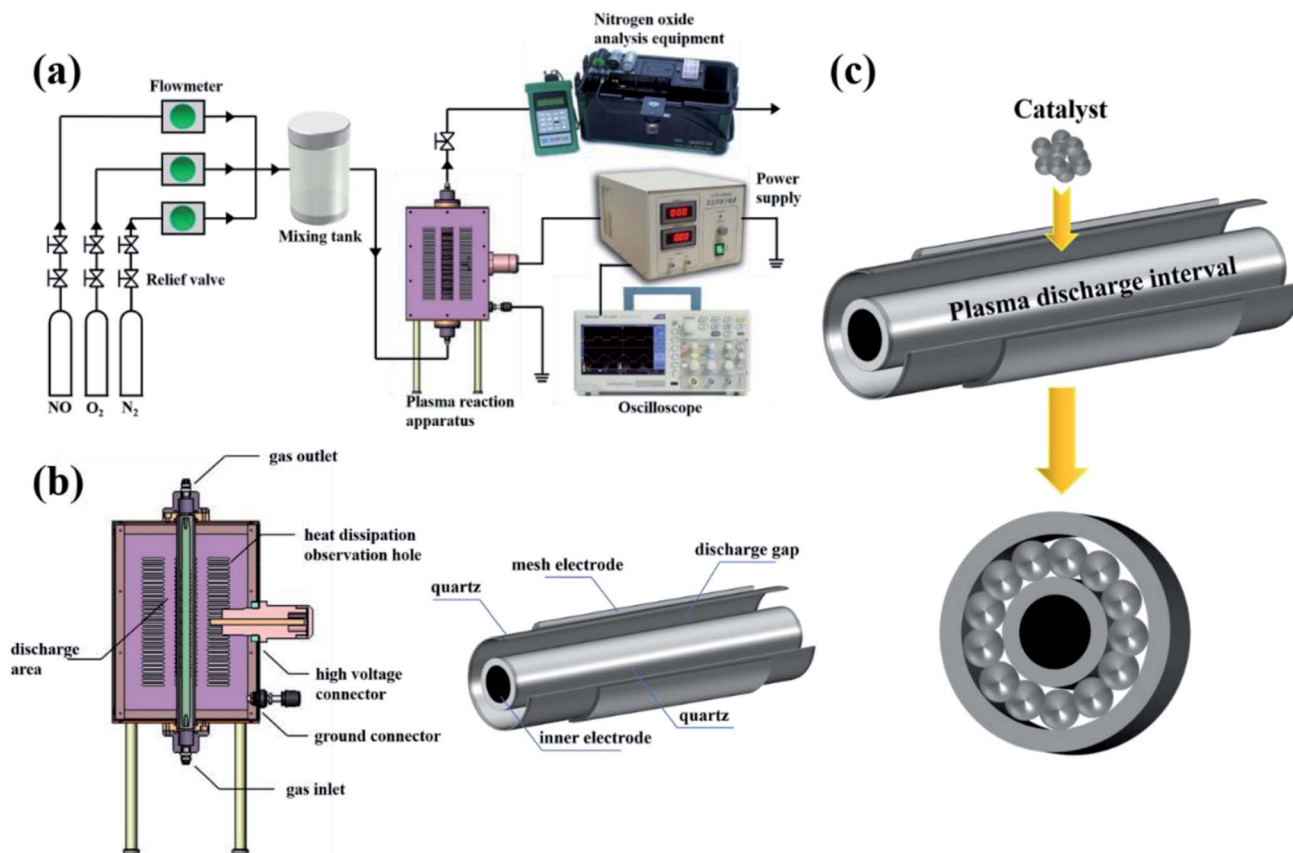 (a)
Flowmeter
Mixing tank
Relief valve
NO
O₂
N₂
Nitrogen oxide
analysis equipment
Power
supply
Plasma reaction
apparatus
Oscilloscope
(b)
gas outlet
heat dissipation
observation hole
discharge
area
high voltage
connector
ground connector
gas inlet
quartz
mesh electrode
discharge gap
quartz
inner electrode
(c)
Catalyst
Plasma discharge interval